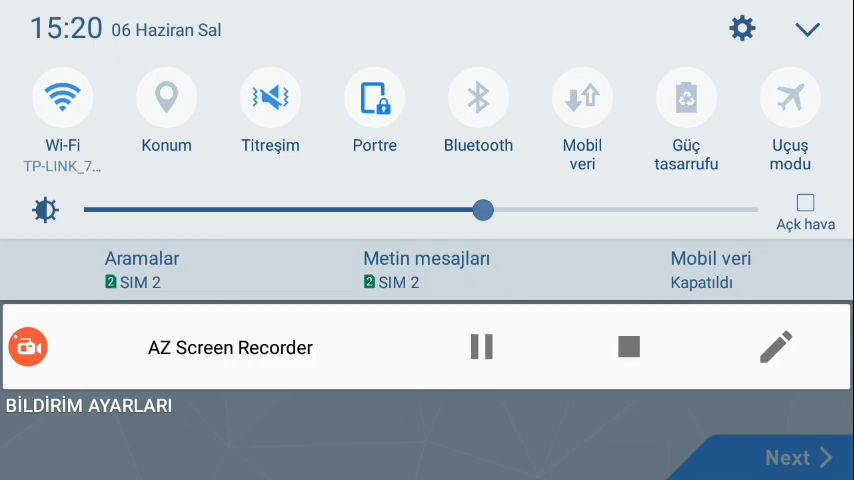 15:20 06 Haziran Sal
Wi-Fi
TP-LINK_7...
Konum
Titreşim
Portre
Bluetooth
Mobil
veri
Güç
tasarrufu
Uçuş
modu
Açk hava
Aramalar
2 SIM 2
Metin mesajları
2 SIM 2
Mobil veri
Kapatıldı
AZ Screen Recorder
BİLDİRİM AYARLARI
Next